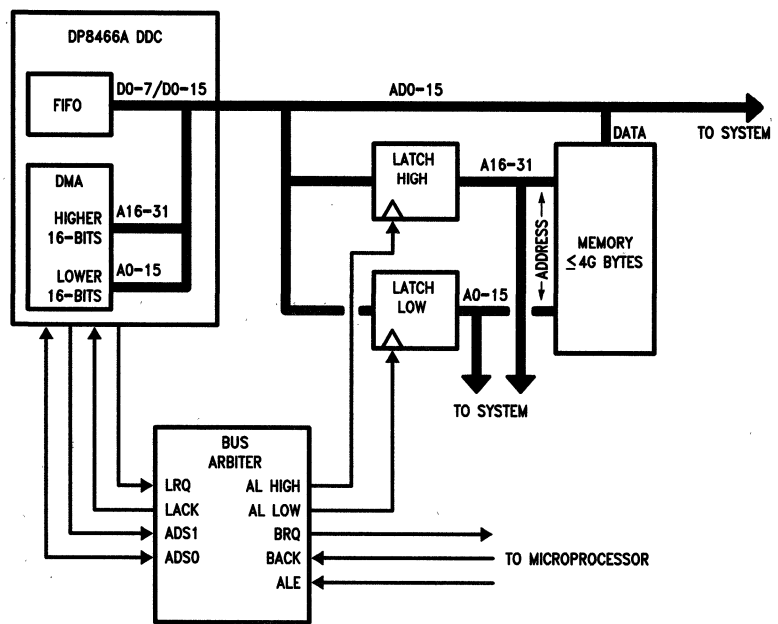 DP8466A DDC
D0-7/D0-15
AD0-15
FIFO
TO SYSTEM
DATA
LATCH
HIGH
A16-31
DMA
HIGHER
16-BITS
A16-31
LOWER
16-BITS
A0-15
ADDRESS
MEMORY
≤4G BYTES
LATCH
LOW
A0-15
TO SYSTEM
BUS
ARBITER
LRQ
AL HIGH
LACK
AL LOW
ADS1
BRQ
ADS0
BACK
TO MICROPROCESSOR
ALE